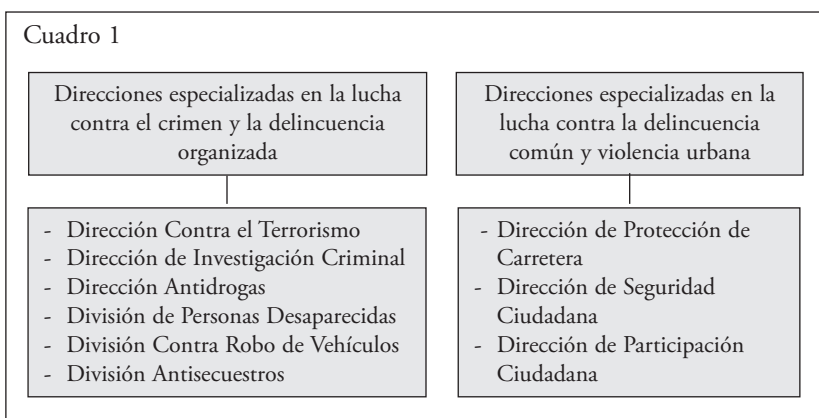 Cuadro 1
Direcciones especializadas en la lucha
contra el crimen y la delincuencia
organizada
- Dirección Contra el Terrorismo
- Dirección de Investigación Criminal
- Dirección Antidrogas
- División de Personas Desaparecidas
- División Contra Robo de Vehículos
- División Antisecuestros
Direcciones especializadas en la
lucha contra la delincuencia
común y violencia urbana
- Dirección de Protección de
Carretera
- Dirección de Seguridad
Ciudadana
- Dirección de Participación
Ciudadana